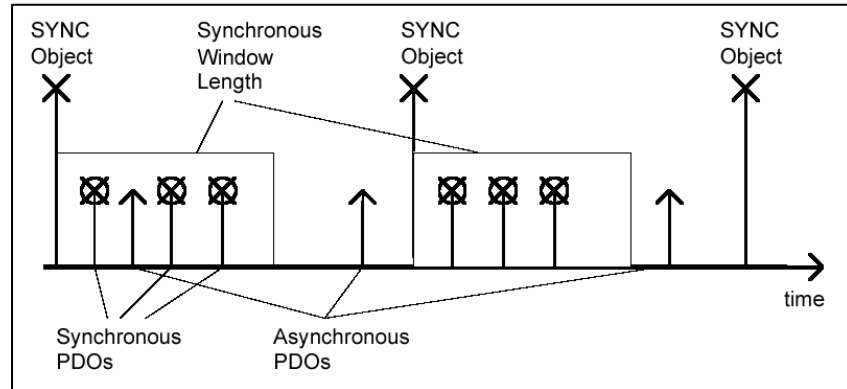 SYNC
Object
Synchronous
Window
Length
SYNC
Object
SYNC
Object
time
Synchronous
PDOs
Asynchronous
PDOs